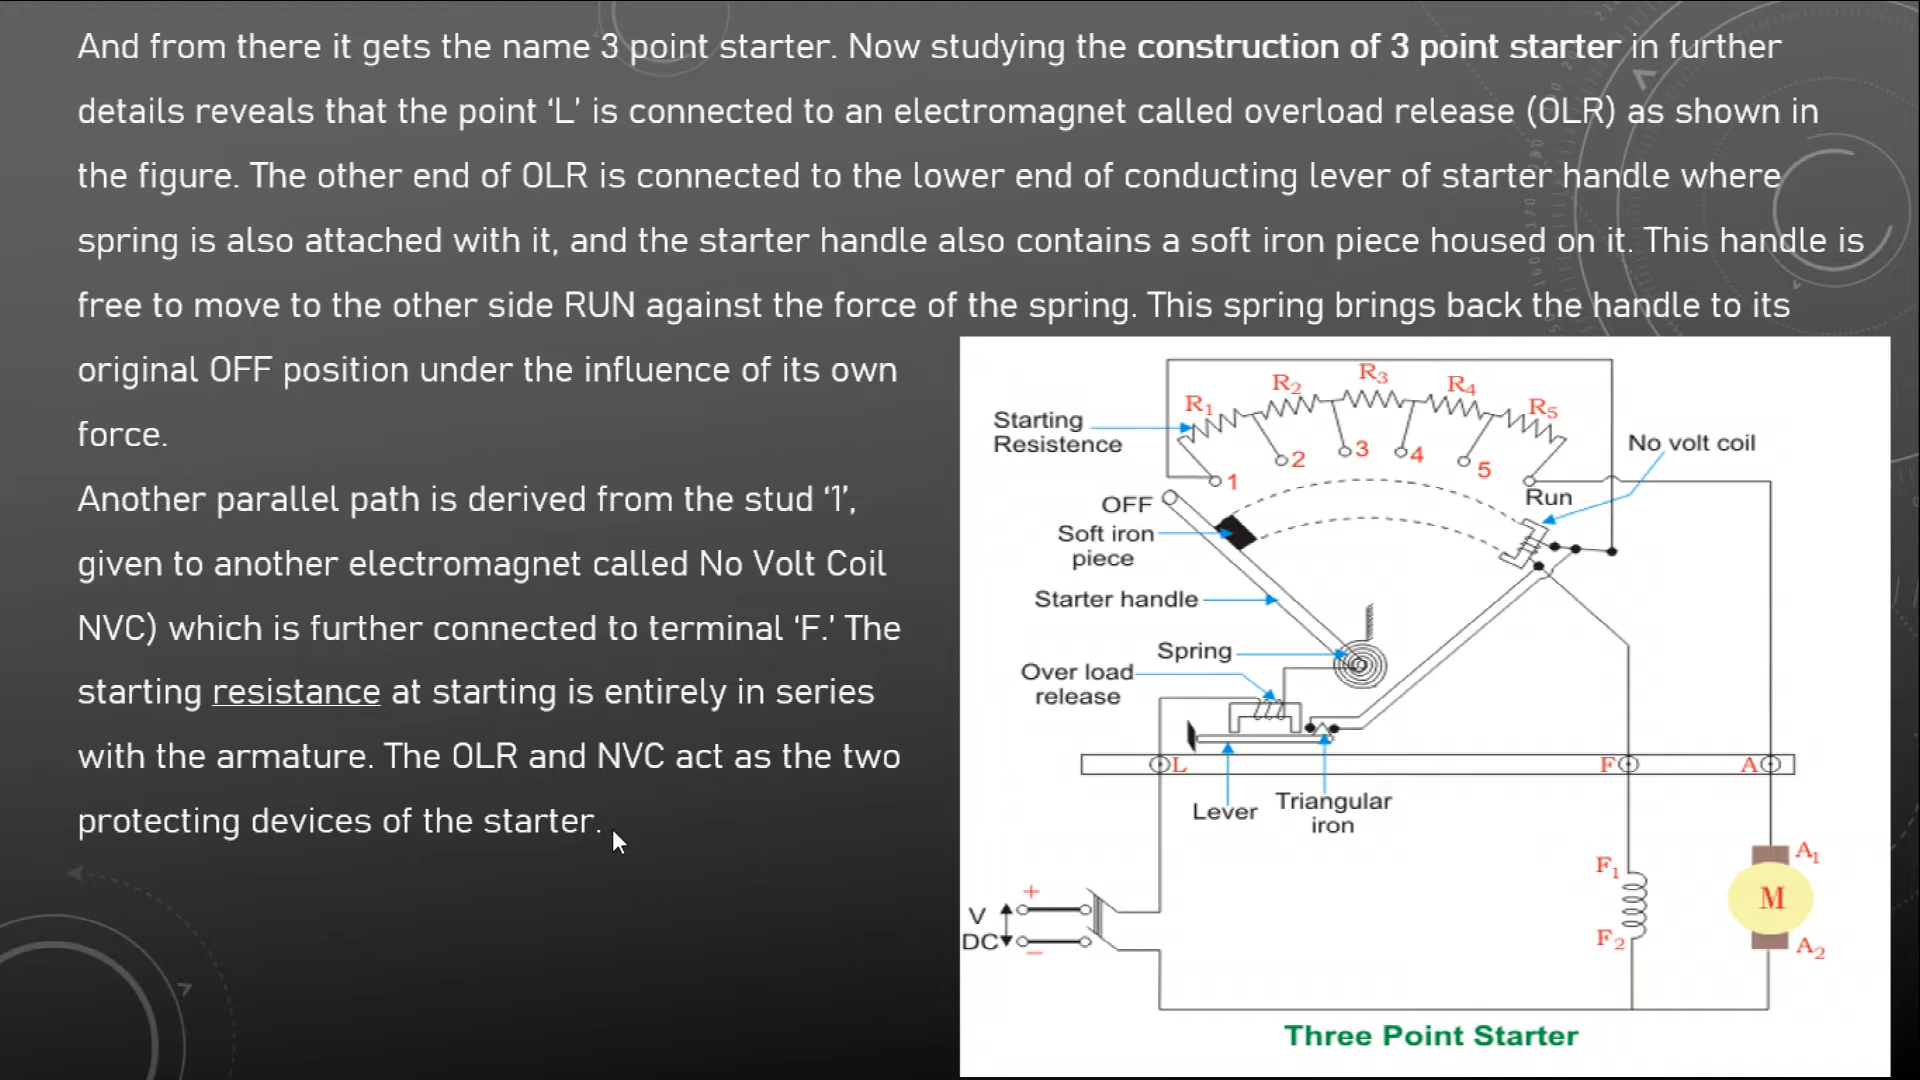 And from there it gets the name 3 point starter. Now studying the construction of 3 point starter in further
details reveals that the point ‘L’ is connected to an electromagnet called overload release (OLR) as shown in
the figure. The other end of OLR is connected to the lower end of conducting lever of starter handle where
spring is also attached with it, and the starter handle also contains a soft iron piece housed on it. This handle is
free to move to the other side RUN against the force of the spring. This spring brings back the handle to its
original OFF position under the influence of its own
force.
Another parallel path is derived from the stud ‘1’,
given to another electromagnet called No Volt Coil
NVC) which is further connected to terminal ‘F.’ The
starting resistance at starting is entirely in series
with the armature. The OLR and NVC act as the two
protecting devices of the starter.
R1 R2 R3 R4 R5
Starting
Resistence
No volt coil
1 2 3 4 5
Run
OFF
Soft iron
piece
Starter handle
Spring
Over load
release
L F A
Lever
Triangular
iron
F1
F2
A1
M
A2
+
V
DC
−
Three Point Starter